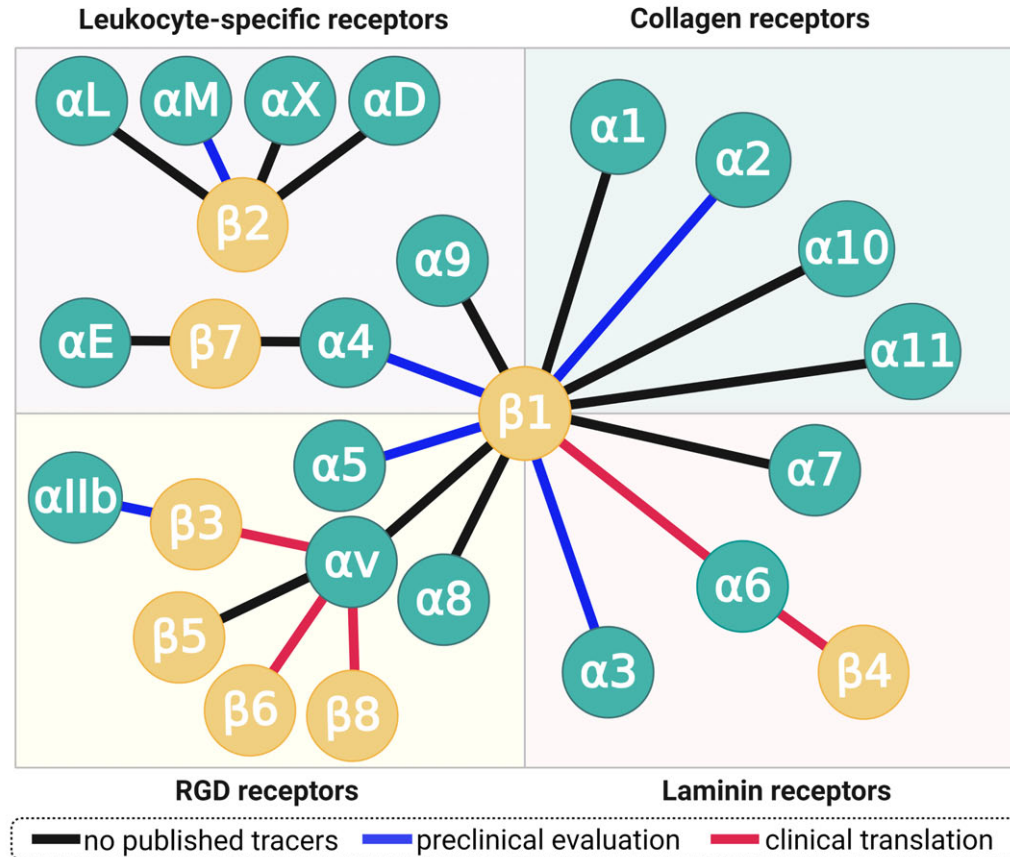 Leukocyte-specific receptors
Collagen receptors
αL
αM
αX
αD
β2
α9
αE
β7
α4
α1
α2
α10
α11
β1
α5
αIIb
β3
αv
α8
β5
β6
β8
α7
α6
α3
β4
RGD receptors
Laminin receptors
no published tracers
preclinical evaluation
clinical translation